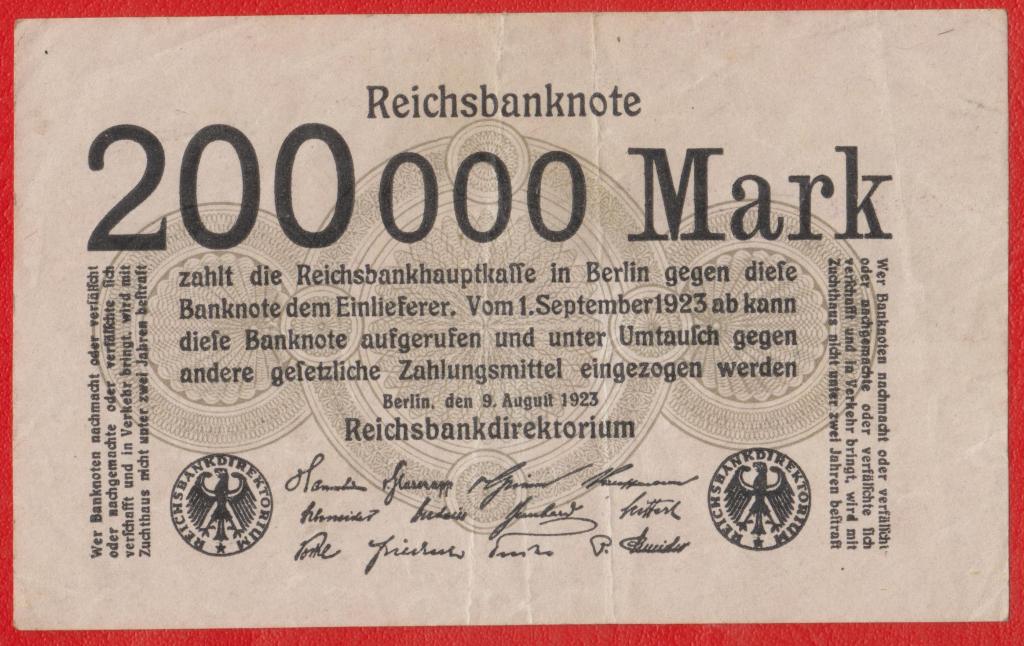 Reichsbanknote
200000 Mark
zahlt die Reichsbankhauptkaſſe in Berlin gegen dieſe
Banknote dem Einlieferer. Vom 1. September 1923 ab kann
dieſe Banknote aufgerufen und unter Umtauſch gegen
andere geſetzliche Zahlungsmittel eingezogen werden
Berlin, den 9. Auguſt 1923
Reichsbankdirektorium
Wer Banknoten nachmacht oder verfälſcht
oder nachgemachte oder verfälſchte ſich
verſchafft und in Verkehr bringt, wird mit
Zuchthaus nicht unter zwei Jahren beſtraft
Wer Banknoten nachmacht oder verfälſcht
oder nachgemachte oder verfälſchte ſich
verſchafft und in Verkehr bringt, wird mit
Zuchthaus nicht unter zwei Jahren beſtraft
REICHSBANKDIREKTORIUM
REICHSBANKDIREKTORIUM
Schneider
Friedrich
P. Schneider